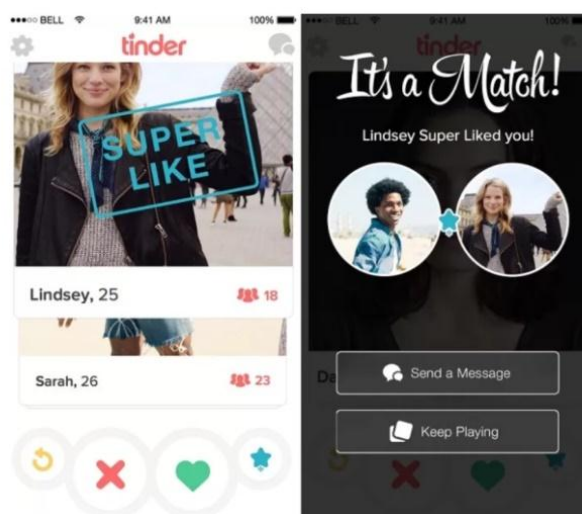 BELL 9:41 AM 100%
tinder
SUPER
LIKE
Lindsey, 25 18
Sarah, 26 23
BELL 9:41 AM 100%
tinder
It's a Match!
Lindsey Super Liked you!
Da
Send a Message
Keep Playing